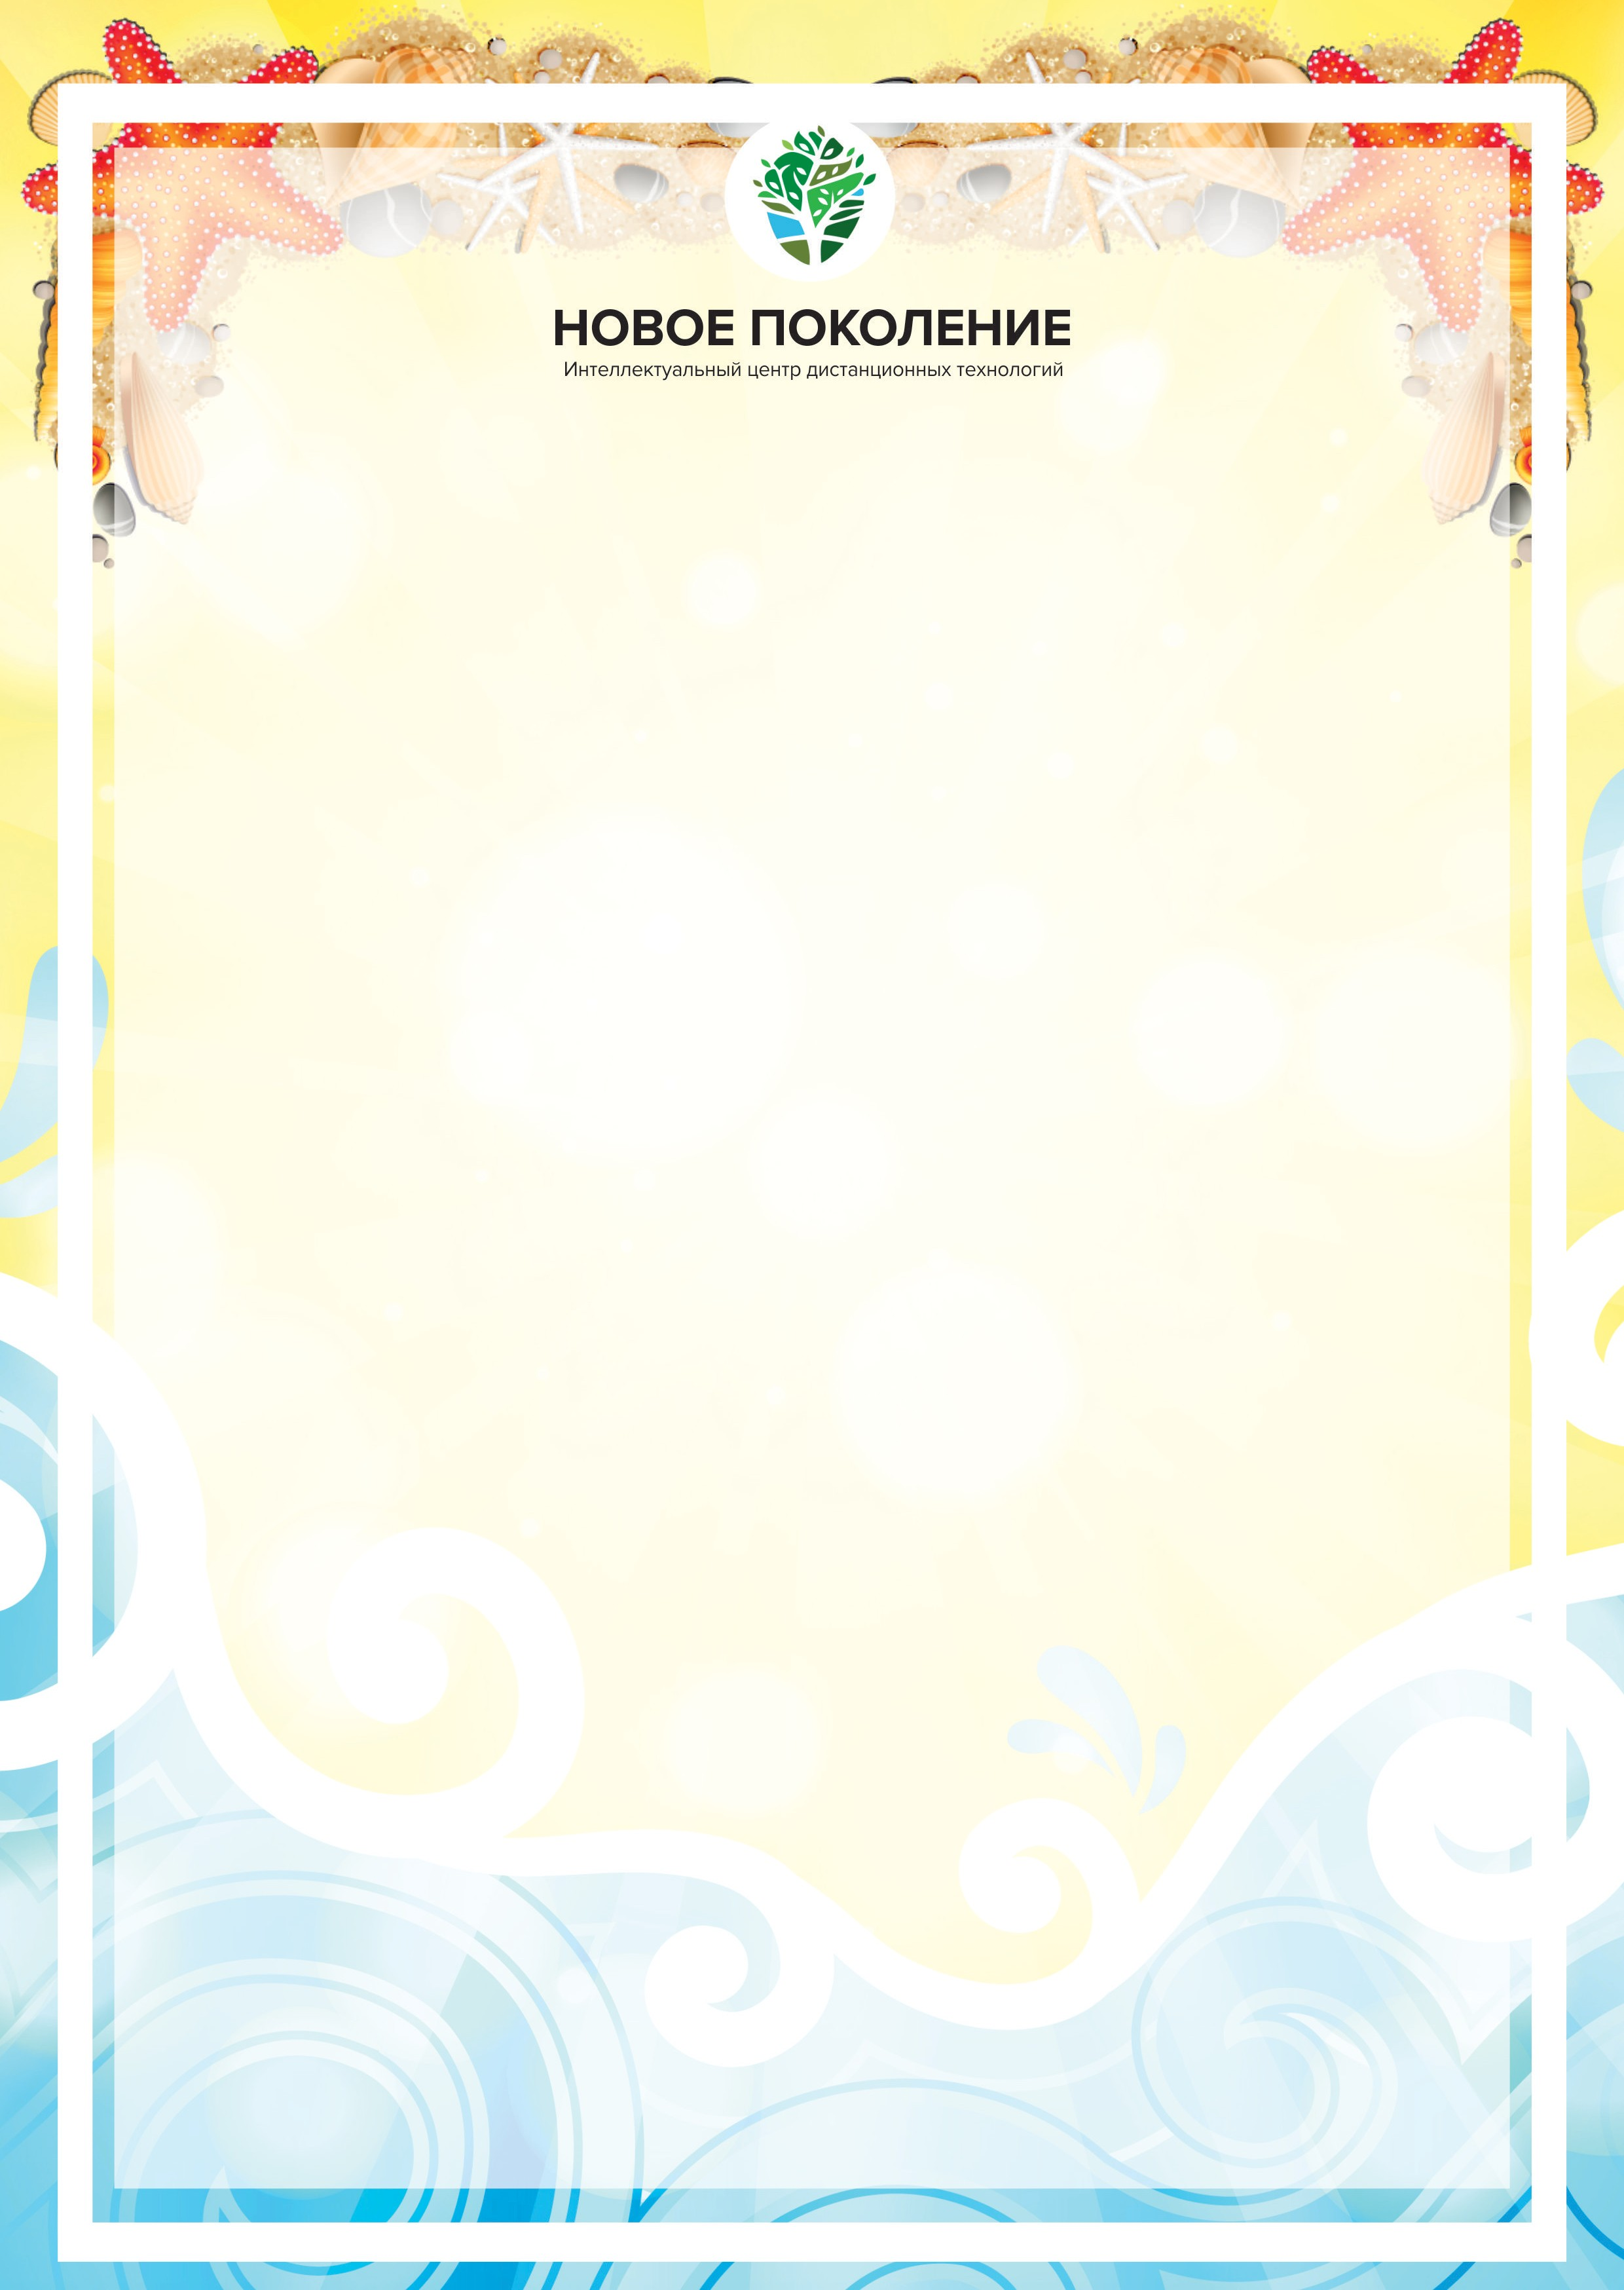 НОВОЕ ПОКОЛЕНИЕ
Интеллектуальный центр дистанционных технологий